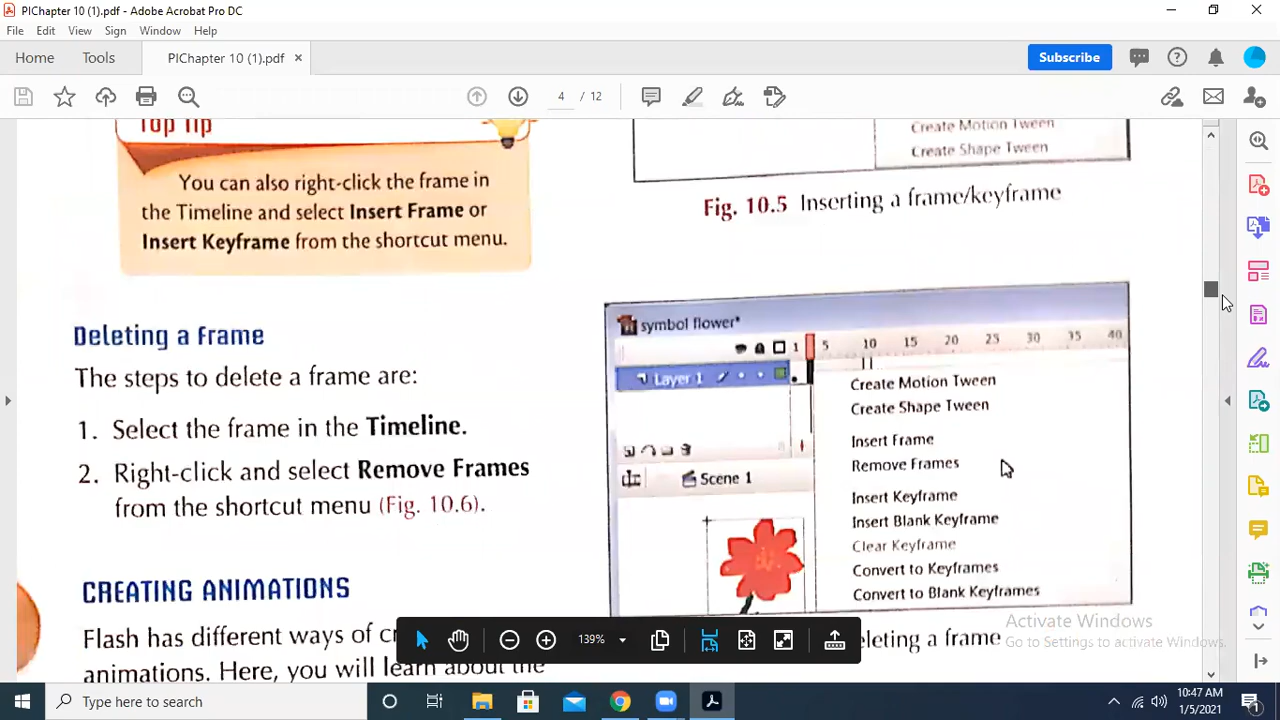 PIChapter 10 (1).pdf - Adobe Acrobat Pro DC
File Edit View Sign Window Help
Home Tools PIChapter 10 (1).pdf × Subscribe
4 / 12
Top Tip
You can also right-click the frame in
the Timeline and select Insert Frame or
Insert Keyframe from the shortcut menu.
Create Motion Tween
Create Shape Tween
Fig. 10.5 Inserting a frame/keyframe
Deleting a frame
The steps to delete a frame are:
1. Select the frame in the Timeline.
2. Right-click and select Remove Frames
from the shortcut menu (Fig. 10.6).
CREATING ANIMATIONS
Flash has different ways of
animations. Here, you will learn about the
symbol flower*
1 5 10 15 20 25 30 35 40
Layer 1
Scene 1
Create Motion Tween
Create Shape Tween
Insert Frame
Remove Frames
Insert Keyframe
Insert Blank Keyframe
Clear Keyframe
Convert to Keyframes
Convert to Blank Keyframes
a frame
139%
Activate Windows
Go to Settings to activate Windows.
Type here to search
10:47 AM
1/5/2021
1